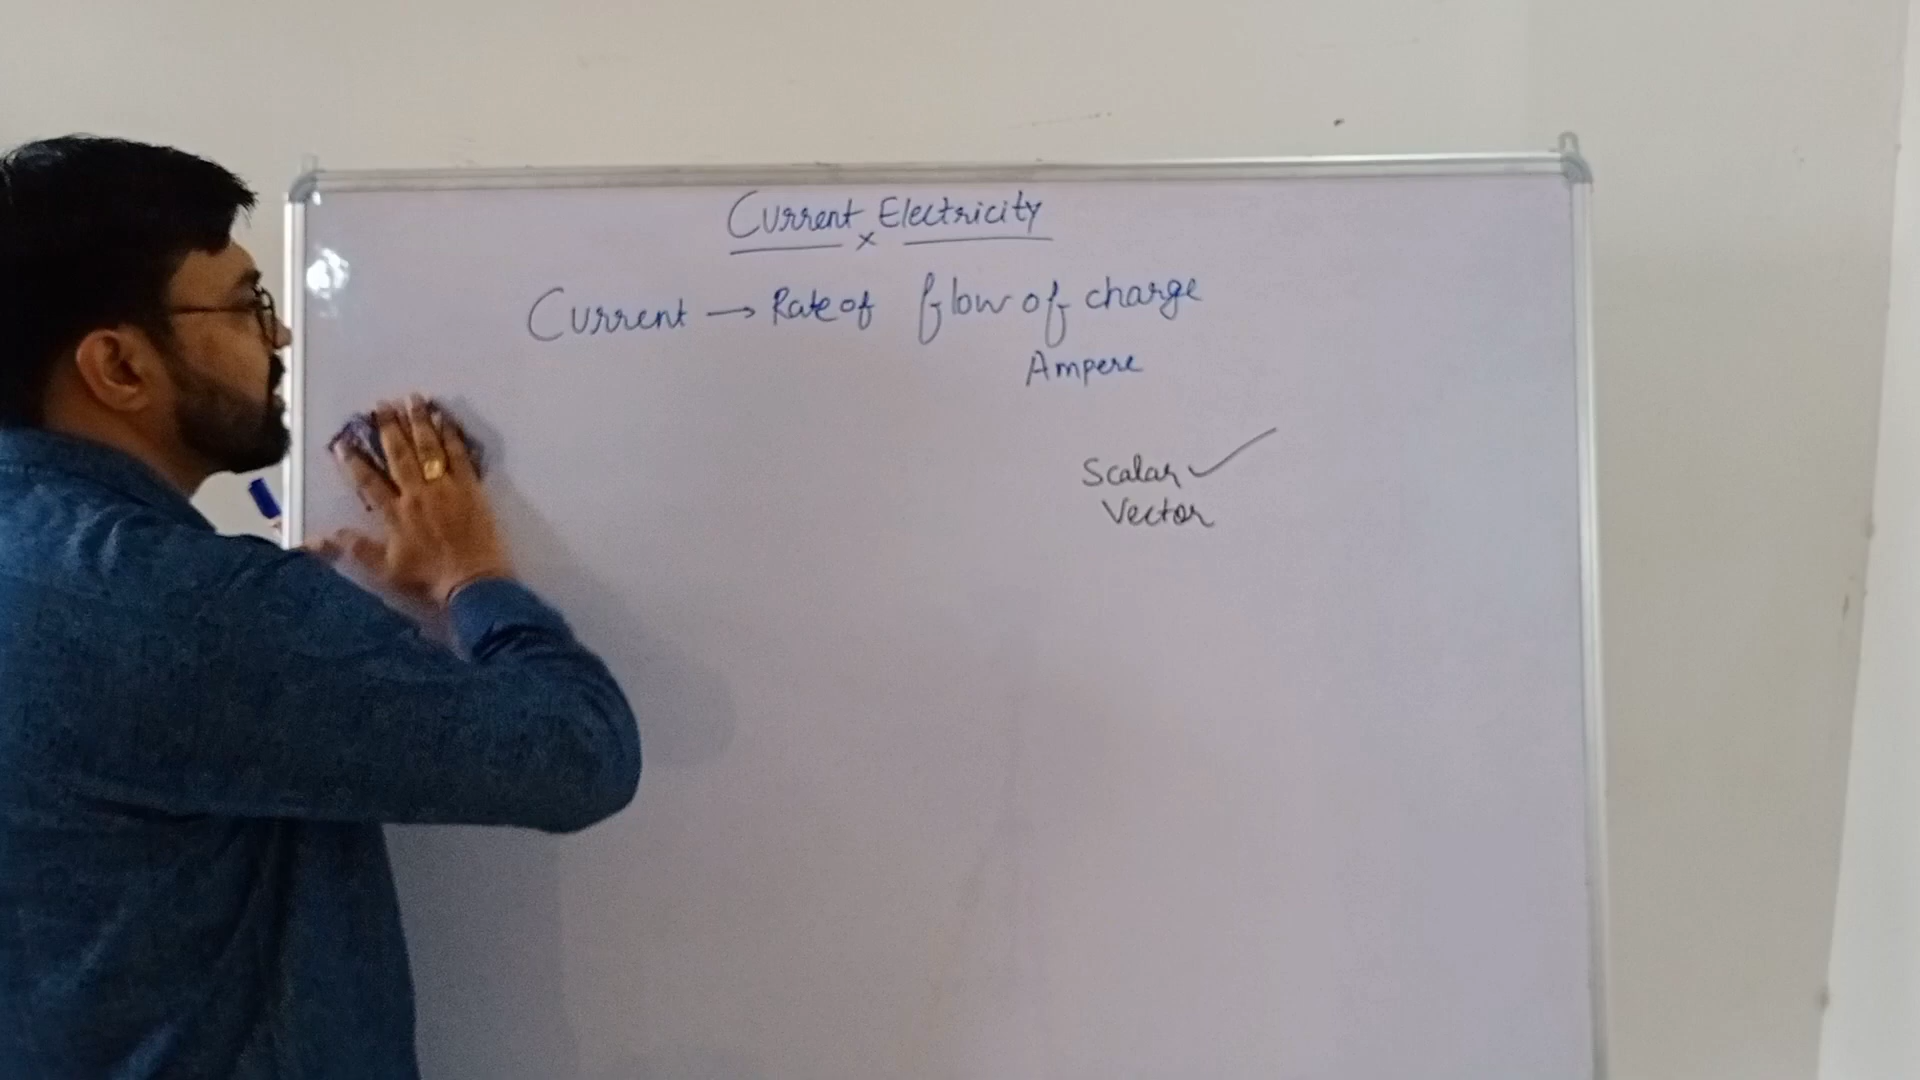 Current Electricity
x
Current → Rate of flow of charge
Ampere
Scalar ✓
Vector